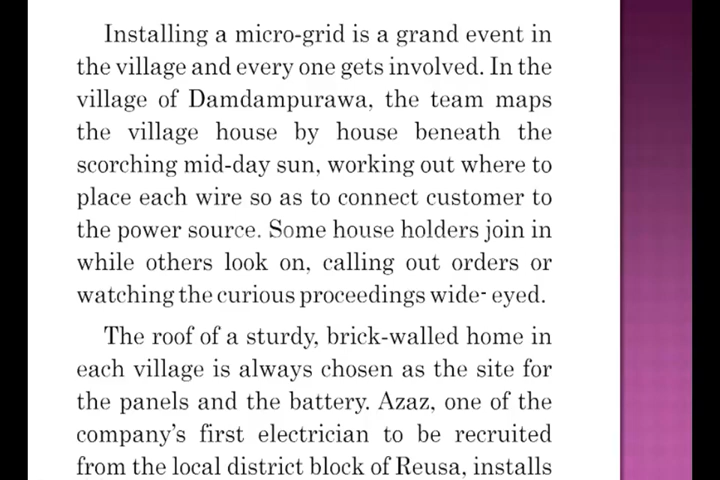 Installing a micro-grid is a grand event in
the village and every one gets involved. In the
village of Damdampurawa, the team maps
the village house by house beneath the
scorching mid-day sun, working out where to
place each wire so as to connect customer to
the power source. Some house holders join in
while others look on, calling out orders or
watching the curious proceedings wide- eyed.
The roof of a sturdy, brick-walled home in
each village is always chosen as the site for
the panels and the battery. Azaz, one of the
company's first electrician to be recruited
from the local district block of Reusa, installs